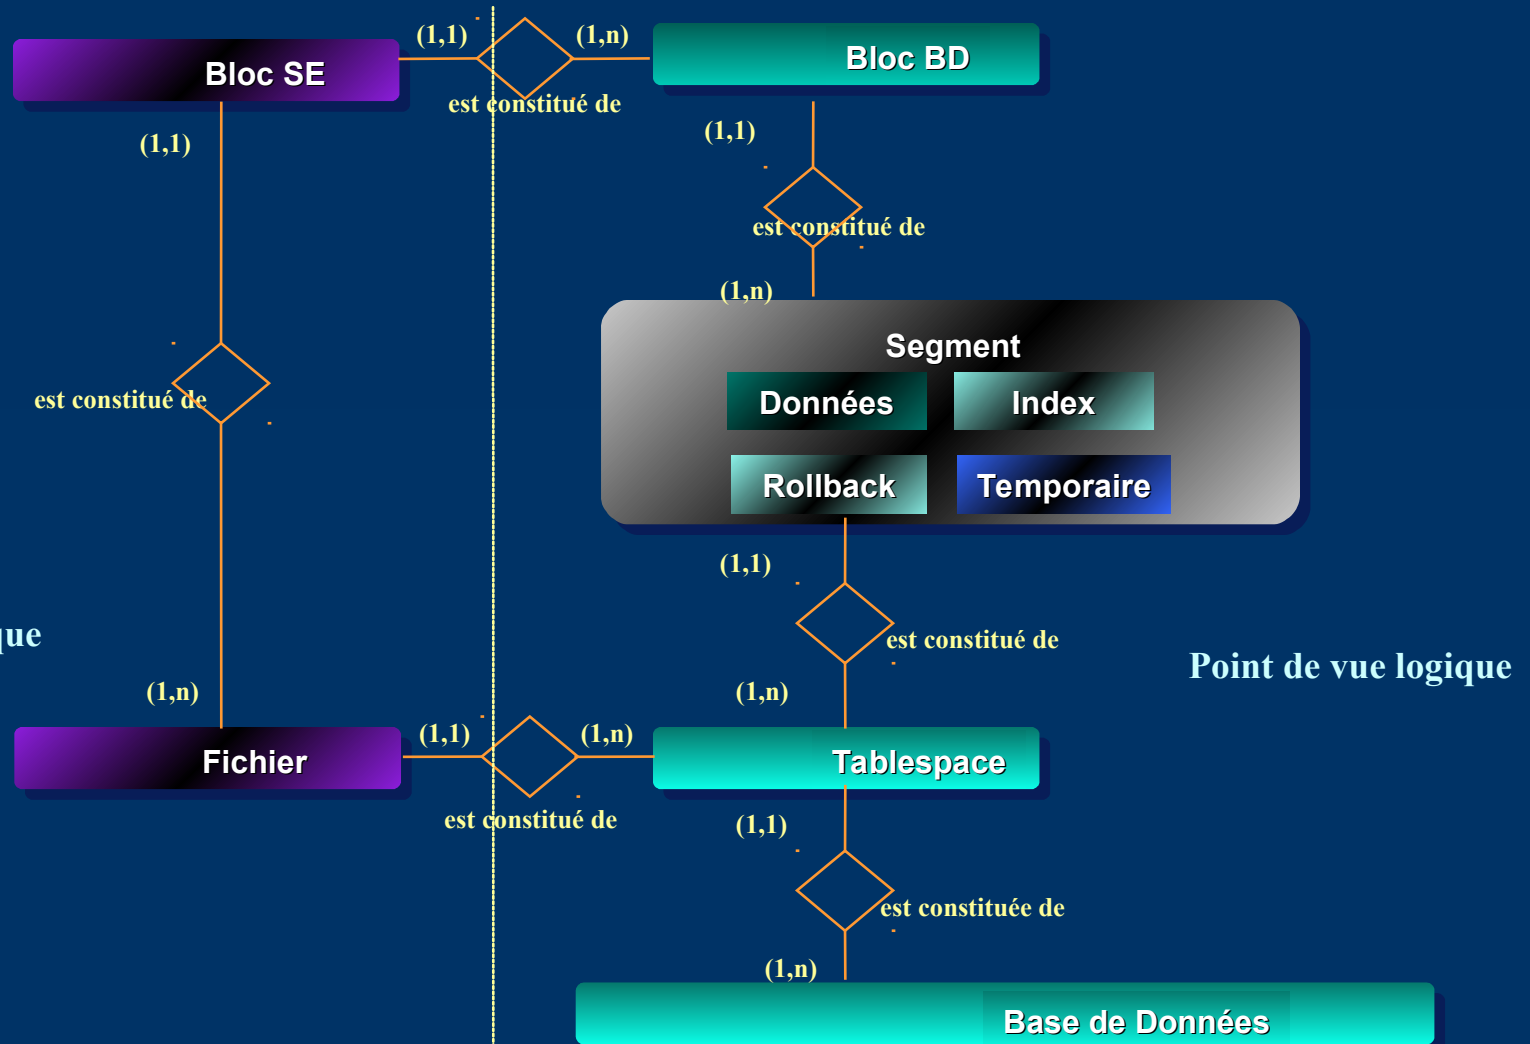 (1,1)
(1,n)
Bloc SE
Bloc BD
est constitué de
(1,1)
(1,1)
est constitué de
(1,n)
Segment
Données
Index
est constitué de
Rollback
Temporaire
(1,1)
est constitué de
Point de vue logique
(1,n)
(1,n)
(1,1)
(1,n)
Fichier
Tablespace
est constitué de
(1,1)
est constituée de
(1,n)
Base de Données